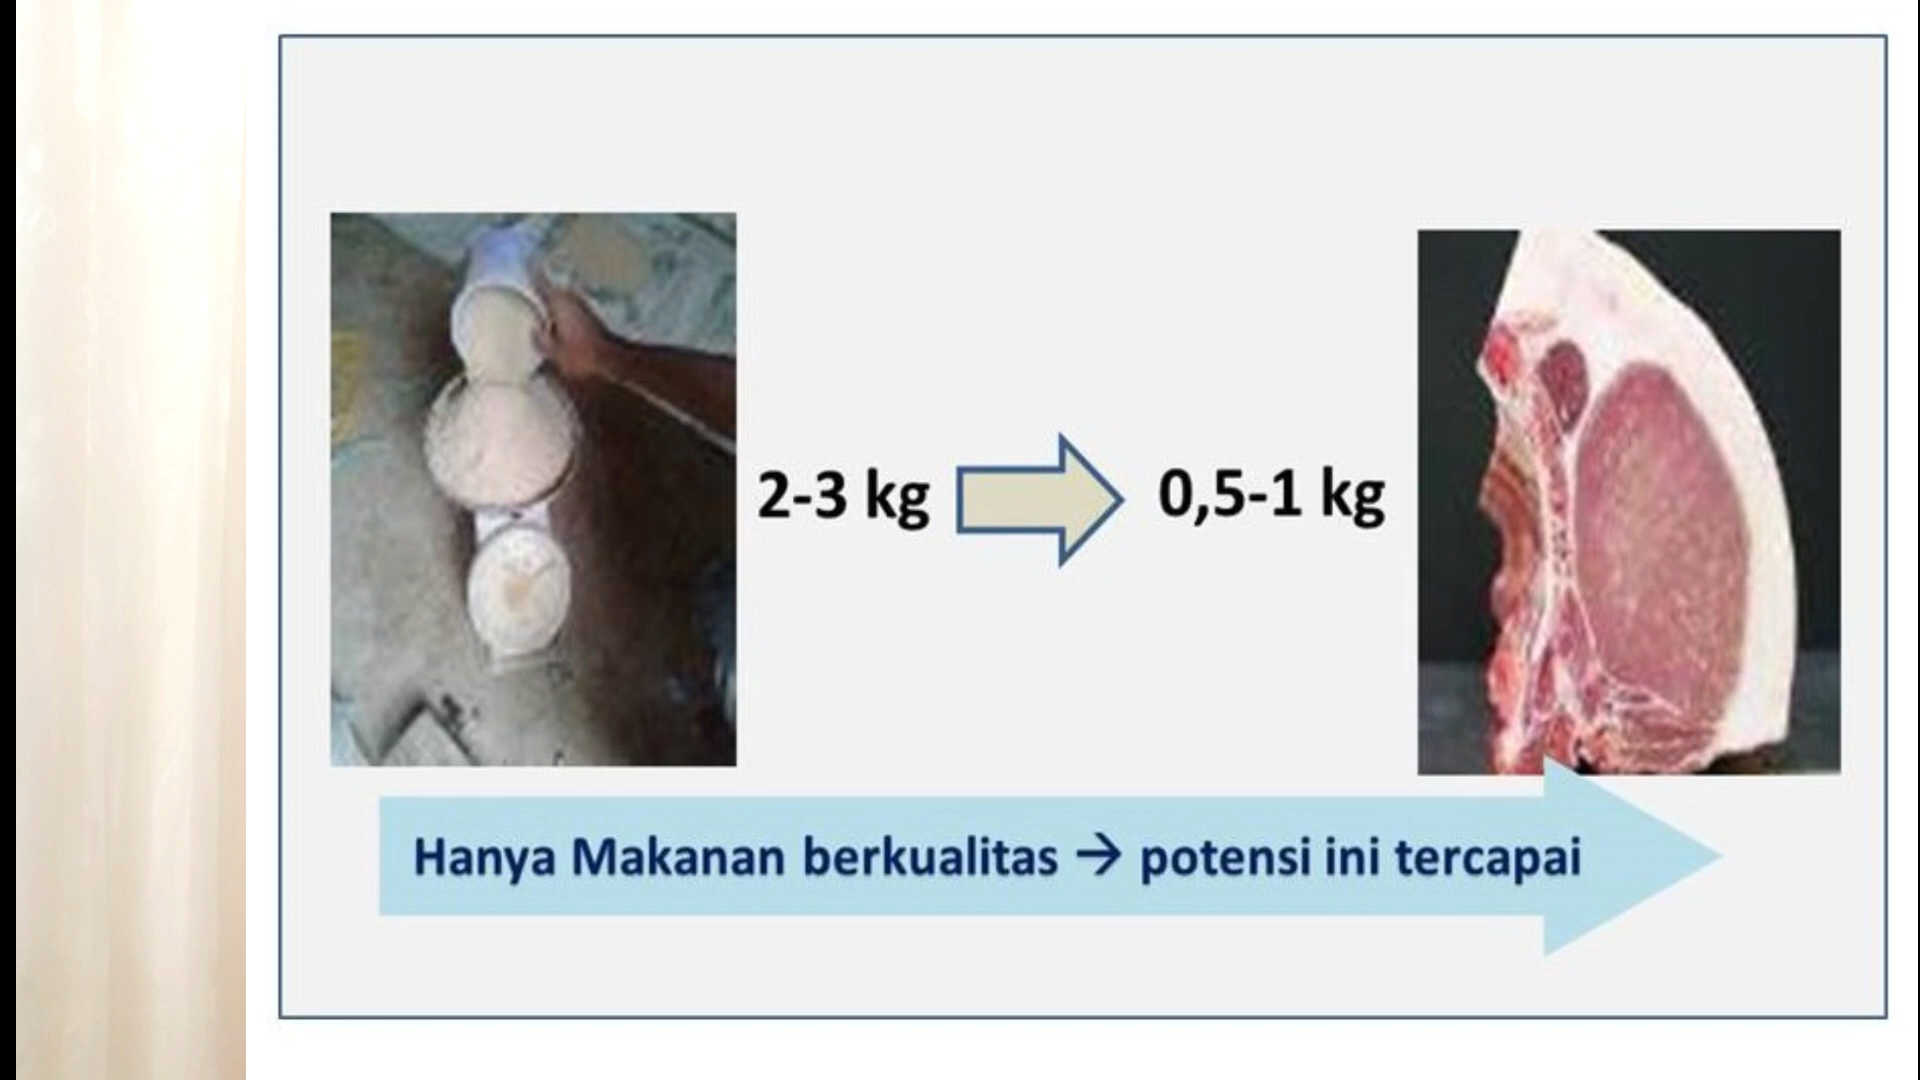 2-3 kg
0,5-1 kg
Hanya Makanan berkualitas → potensi ini tercapai